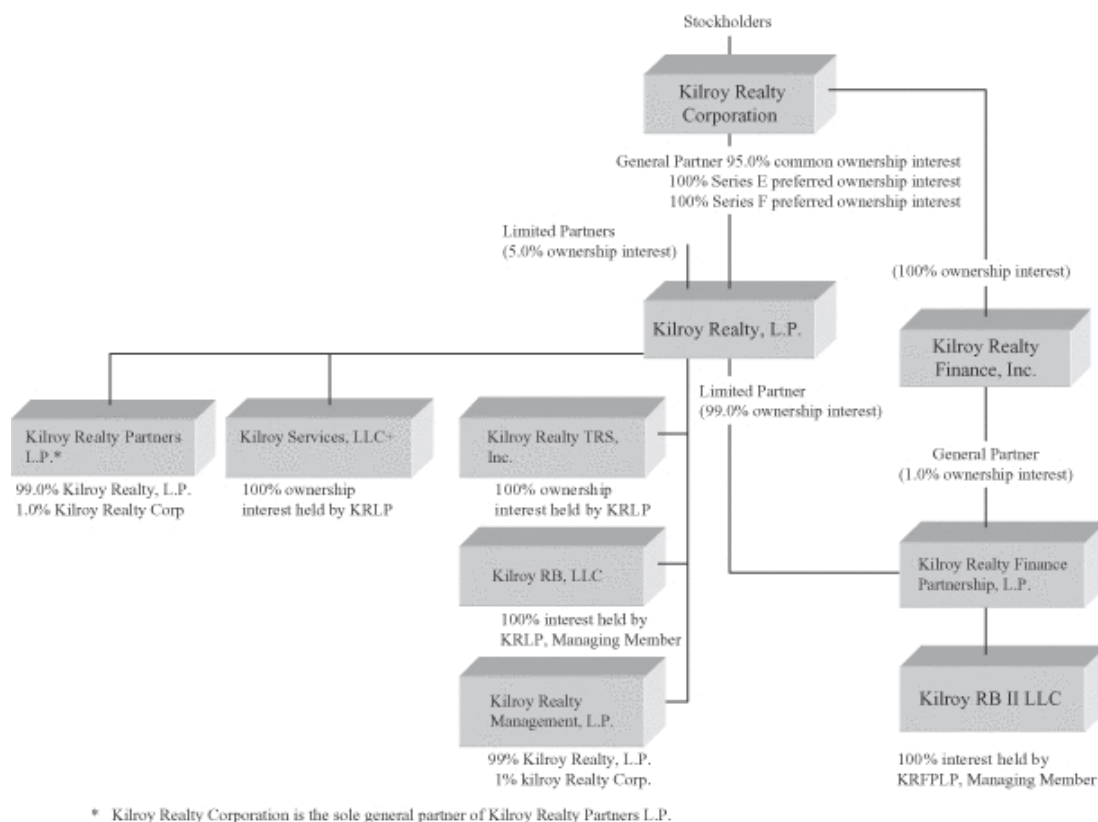 Stockholders
Kilroy Realty
Corporation
General Partner 95.0% common ownership interest
100% Series E preferred ownership interest
100% Series F preferred ownership interest
Limited Partners
(5.0% ownership interest)
(100% ownership interest)
Kilroy Realty, L.P.
Kilroy Realty
Finance, Inc.
Limited Partner
(99.0% ownership interest)
Kilroy Realty Partners
L.P.*
99.0% Kilroy Realty, L.P.
1.0% Kilroy Realty Corp
Kilroy Services, LLC+
100% ownership
interest held by KRLP
Kilroy Realty TRS,
Inc.
100% ownership
interest held by KRLP
General Partner
(1.0% ownership interest)
Kilroy RB, LLC
100% interest held by
KRLP, Managing Member
Kilroy Realty Finance
Partnership, L.P.
Kilroy Realty
Management, L.P.
99% Kilroy Realty, L.P.
1% kilroy Realty Corp.
Kilroy RB II LLC
100% interest held by
KRFPLP, Managing Member
* Kilroy Realty Corporation is the sole general partner of Kilroy Realty Partners L.P.